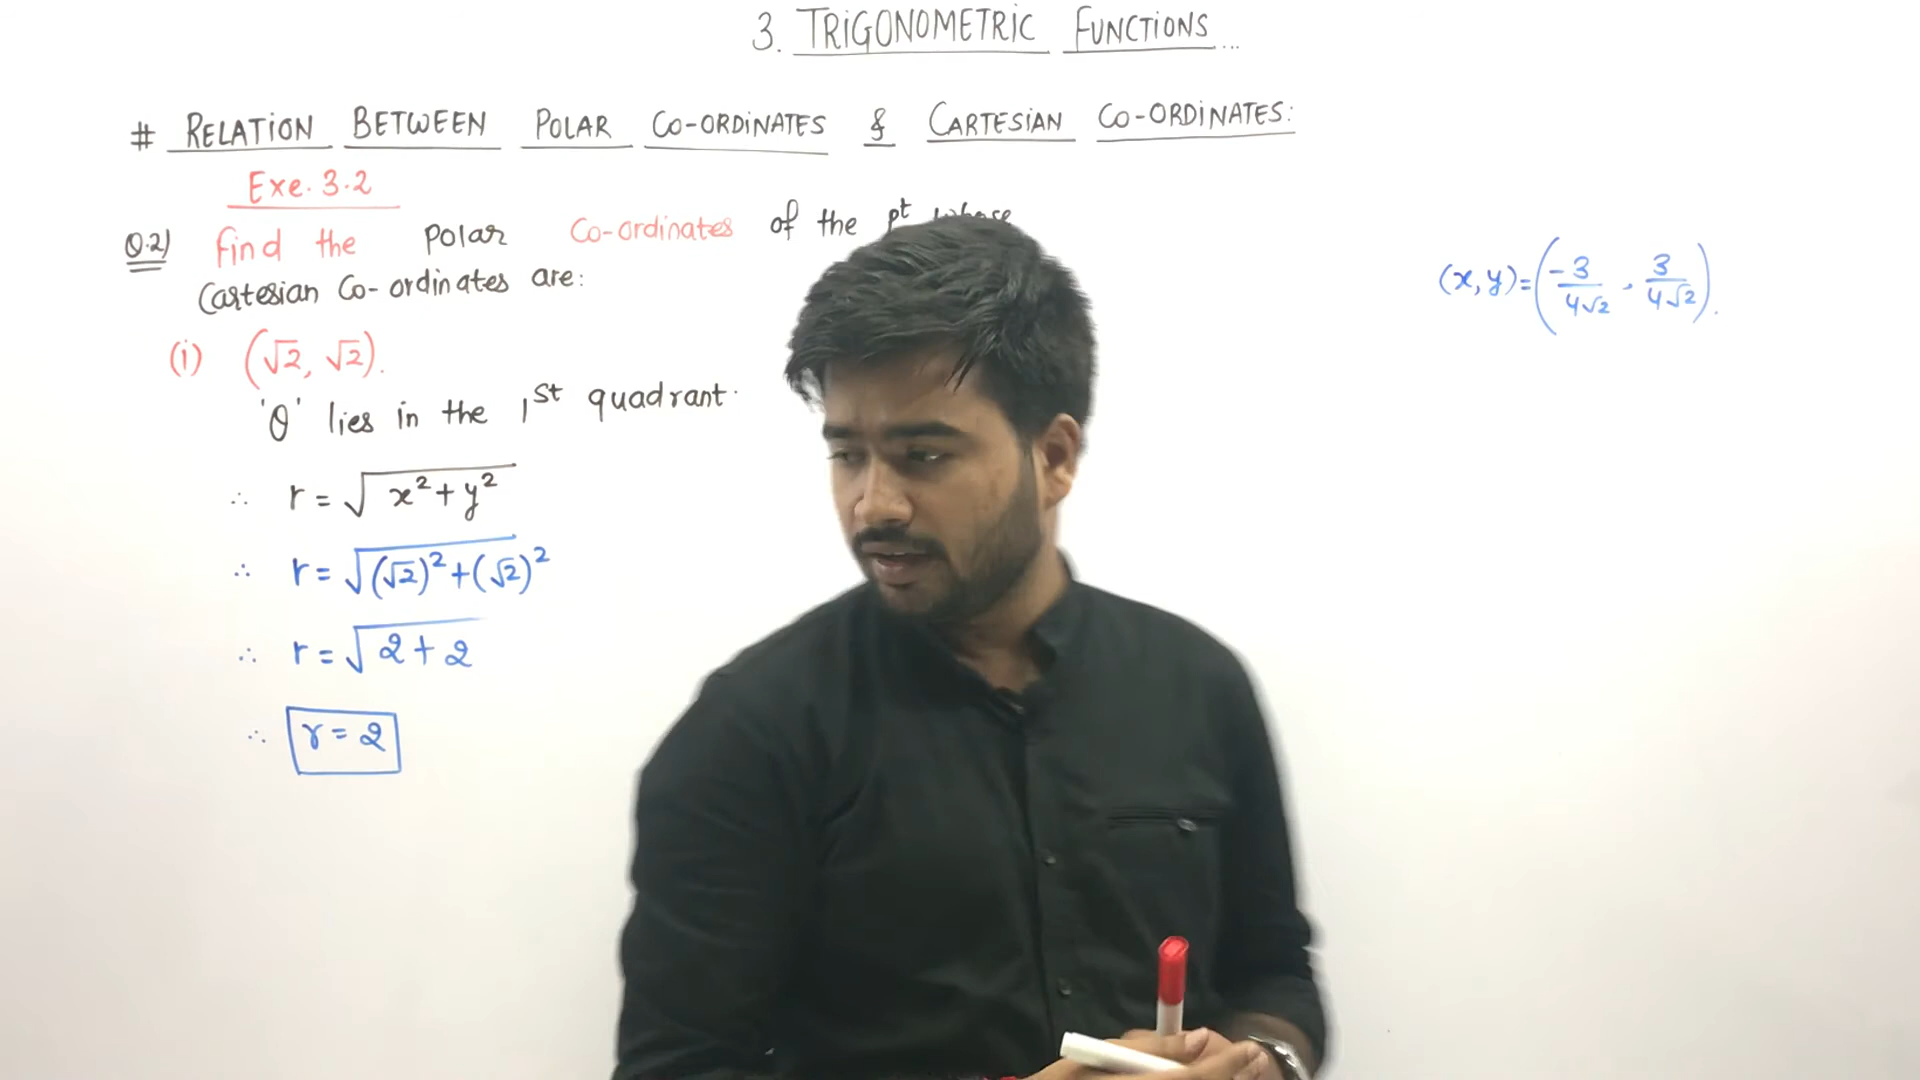 3. TRIGONOMETRIC FUNCTIONS...
# RELATION BETWEEN POLAR CO-ORDINATES & CARTESIAN CO-ORDINATES:
Exe. 3.2
Q.2) Find the polar Co-ordinates of the pt whose
Cartesian Co-ordinates are:
(i) (√2, √2).
'θ' lies in the 1st quadrant.
∴ r = √x²+y²
∴ r = √(√2)²+(√2)²
∴ r = √2+2
∴ r = 2
(x,y)=(-3/4√2, 3/4√2).